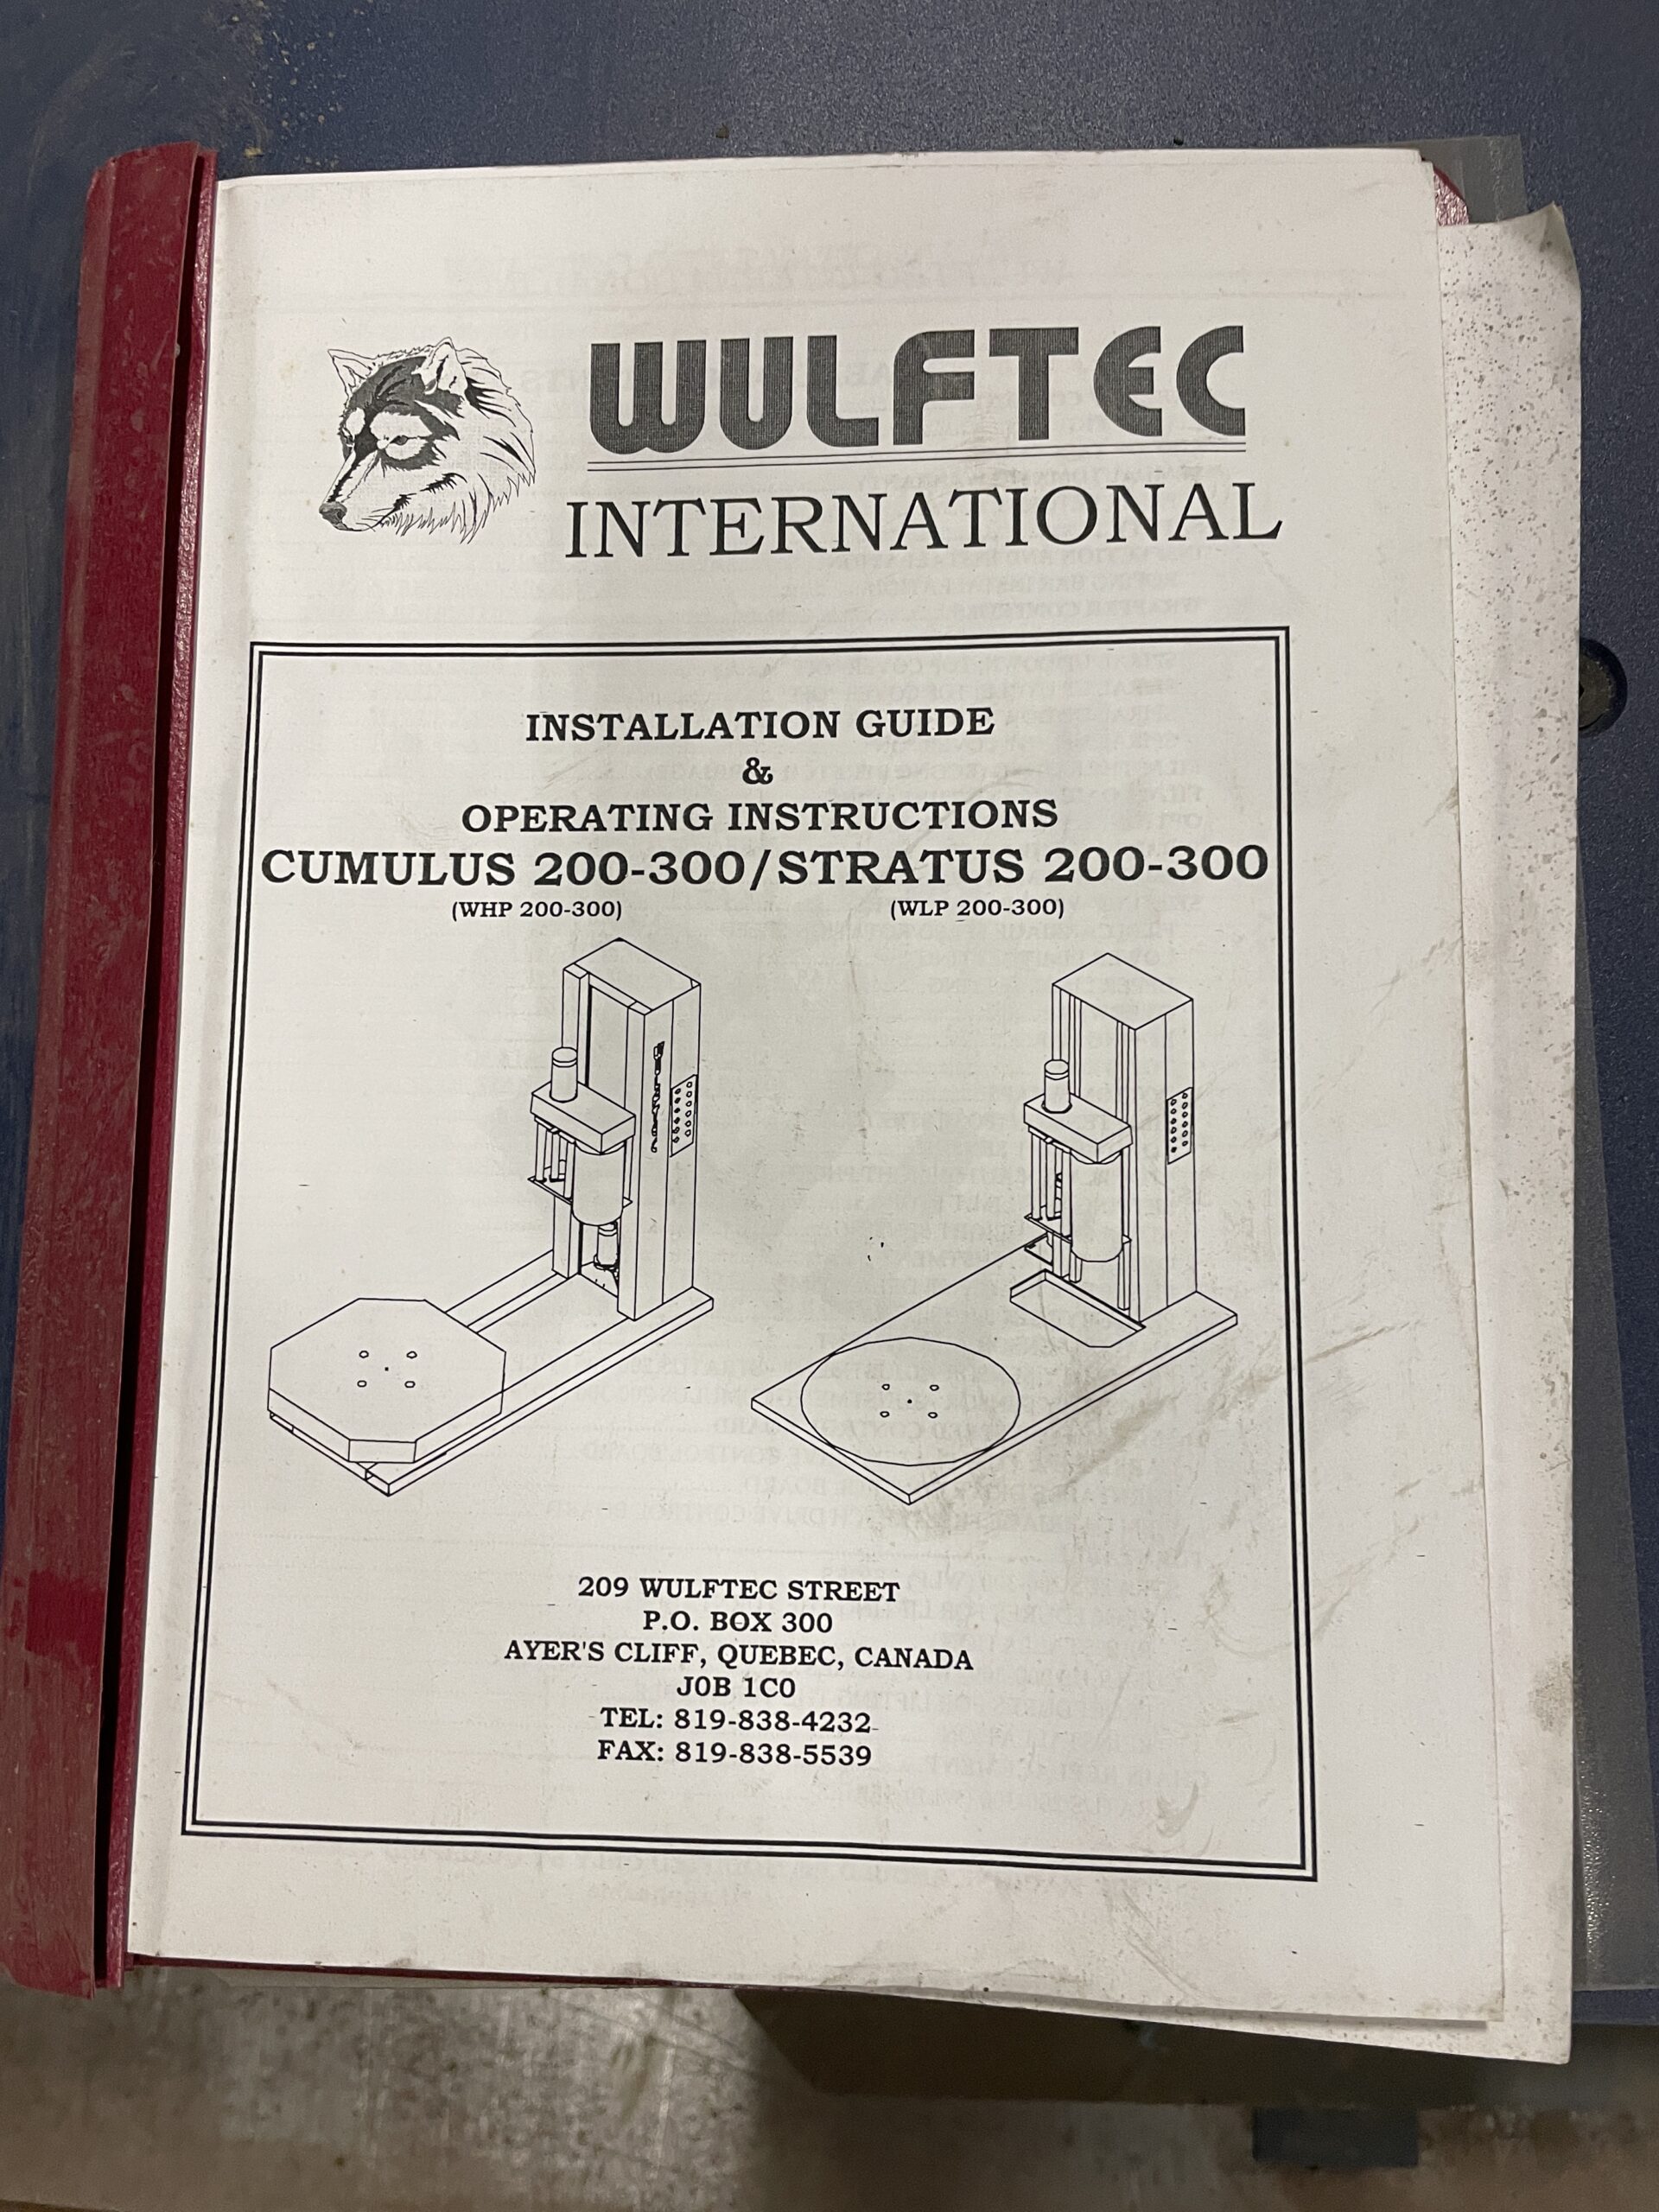 WULFTEC
INTERNATIONAL
INSTALLATION GUIDE
&
OPERATING INSTRUCTIONS
CUMULUS 200-300/STRATUS 200-300
(WHP 200-300) (WLP 200-300)
WULFTEC
209 WULFTEC STREET
P.O. BOX 300
AYER'S CLIFF, QUEBEC, CANADA
J0B 1C0
TEL: 819-838-4232
FAX: 819-838-5539